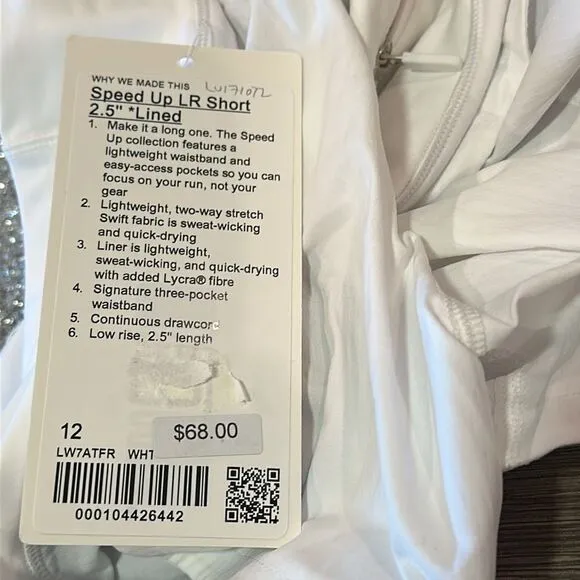 WHY WE MADE THIS
Speed Up LR Short
2.5" *Lined
1. Make it a long one. The Speed
Up collection features a
lightweight waistband and
easy-access pockets so you can
focus on your run, not your
gear
2. Lightweight, two-way stretch
Swift fabric is sweat-wicking
and quick-drying
3. Liner is lightweight,
sweat-wicking, and quick-drying
with added Lycra® fibre
4. Signature three-pocket
waistband
5. Continuous drawcord
6. Low rise, 2.5" length
12
$68.00
LW7ATFR WHT
000104426442